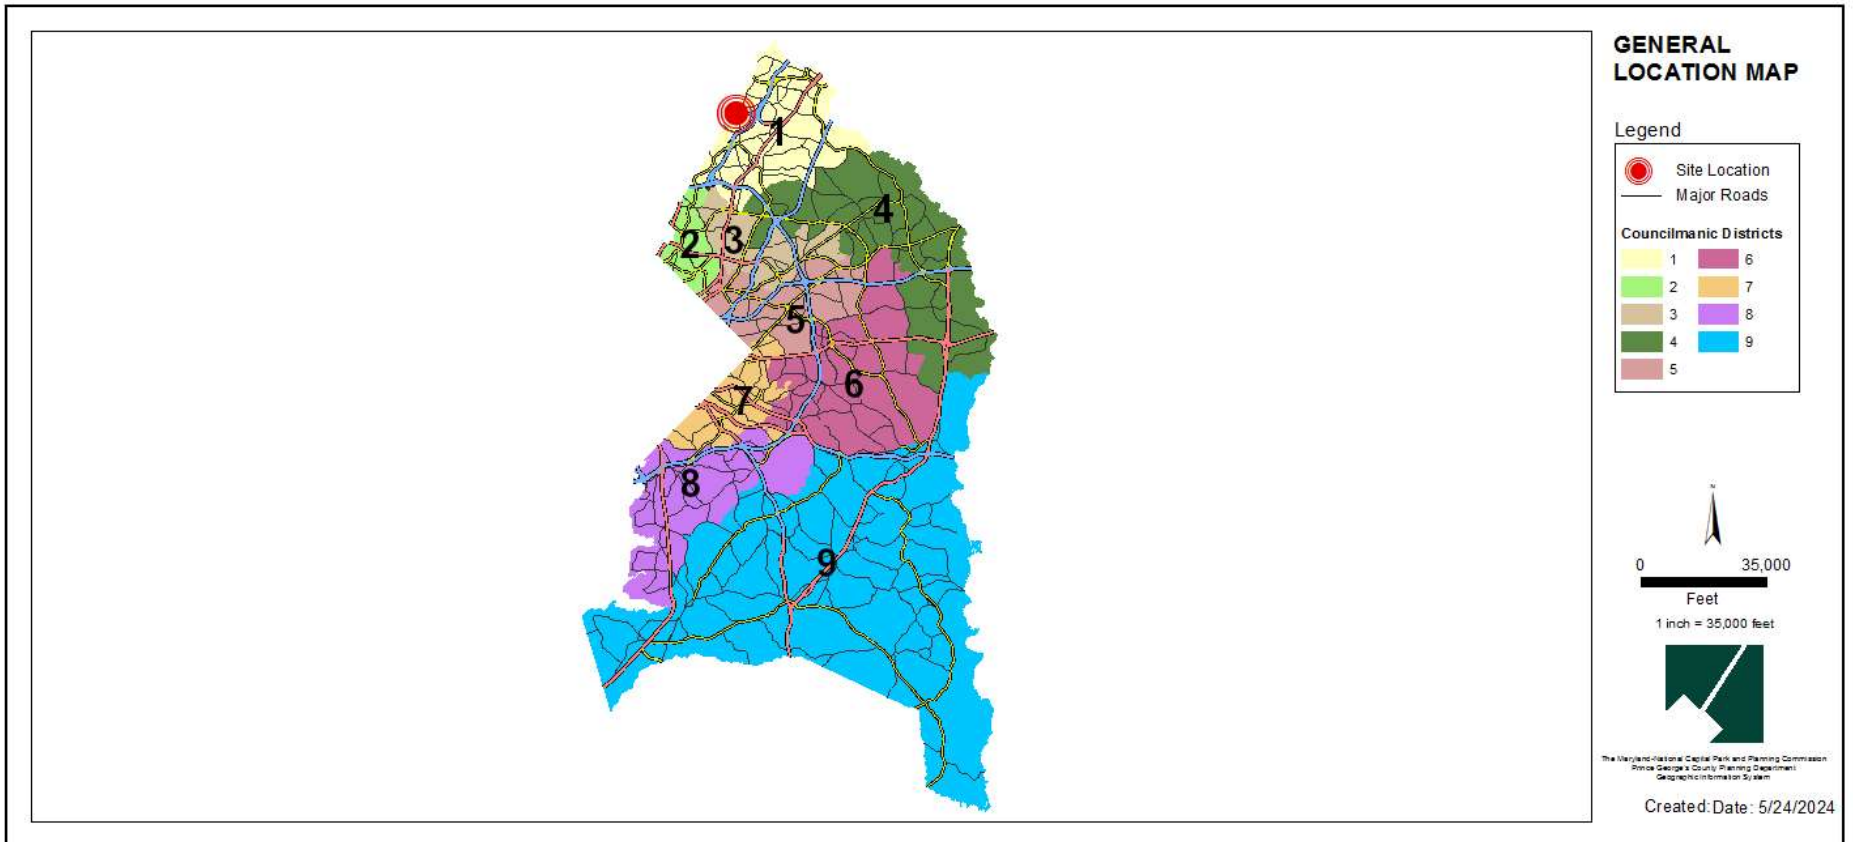 GENERAL
LOCATION MAP
Legend
Site Location
Major Roads
Councilmanic Districts
1 6
2 7
3 8
4 9
5
1
4
2
3
5
6
7
8
9
N
0 35,000
Feet
1 inch = 35,000 feet
The Maryland-National Capital Park and Planning Commission
Prince George's County Planning Department
Geographic Information System
Created: Date: 5/24/2024